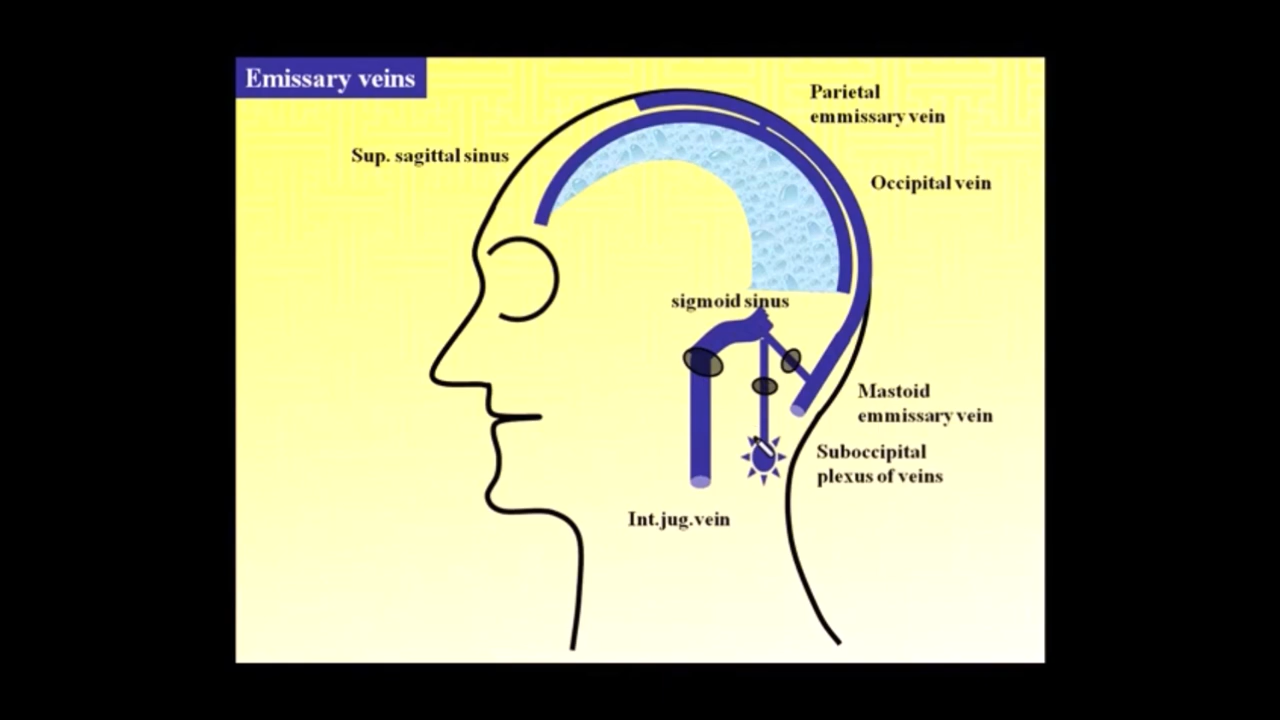 Emissary veins
Parietal
emmissary vein
Sup. sagittal sinus
Occipital vein
sigmoid sinus
Mastoid
emmissary vein
Suboccipital
plexus of veins
Int.jug.vein